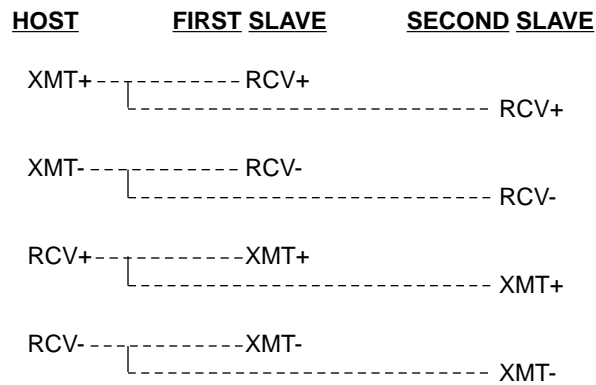 HOST FIRST SLAVE SECOND SLAVE
XMT+ RCV+
RCV+
XMT- RCV-
RCV-
RCV+ XMT+
XMT+
RCV- XMT-
XMT-